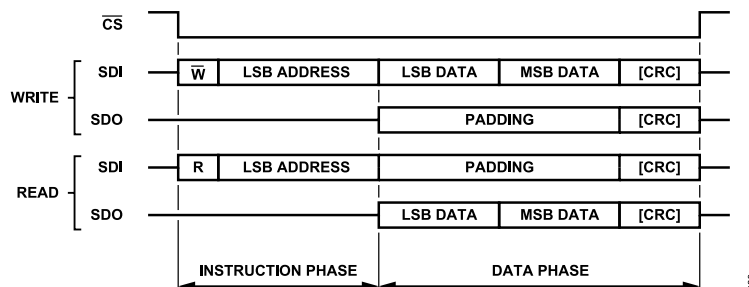 C̅S̅
SDI W̅ LSB ADDRESS LSB DATA MSB DATA [CRC]
WRITE
SDO PADDING [CRC]
SDI R LSB ADDRESS PADDING [CRC]
READ
SDO LSB DATA MSB DATA [CRC]
INSTRUCTION PHASE DATA PHASE